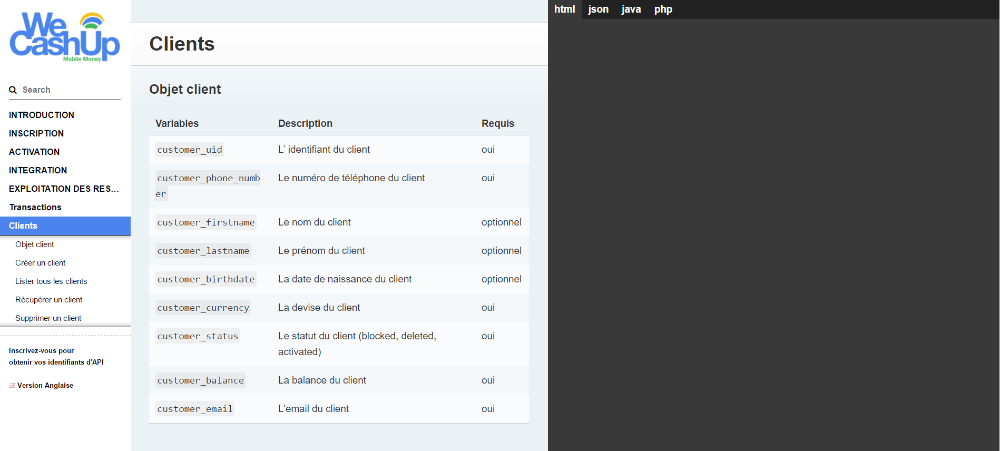 We
CashUp
Mobile Money
Search
INTRODUCTION
INSCRIPTION
ACTIVATION
INTEGRATION
EXPLOITATION DES RES...
Transactions
Clients
Objet client
Créer un client
Lister tous les clients
Récupérer un client
Supprimer un client
Inscrivez-vous pour
obtenir vos identifiants d'API
Version Anglaise
Clients
Objet client
Variables Description Requis
customer_uid L’ identifiant du client oui
customer_phone_numb Le numéro de téléphone du client oui
er
customer_firstname Le nom du client optionnel
customer_lastname Le prénom du client optionnel
customer_birthdate La date de naissance du client optionnel
customer_currency La devise du client oui
customer_status Le statut du client (blocked, deleted, oui
activated)
customer_balance La balance du client oui
customer_email L'email du client oui
html json java php